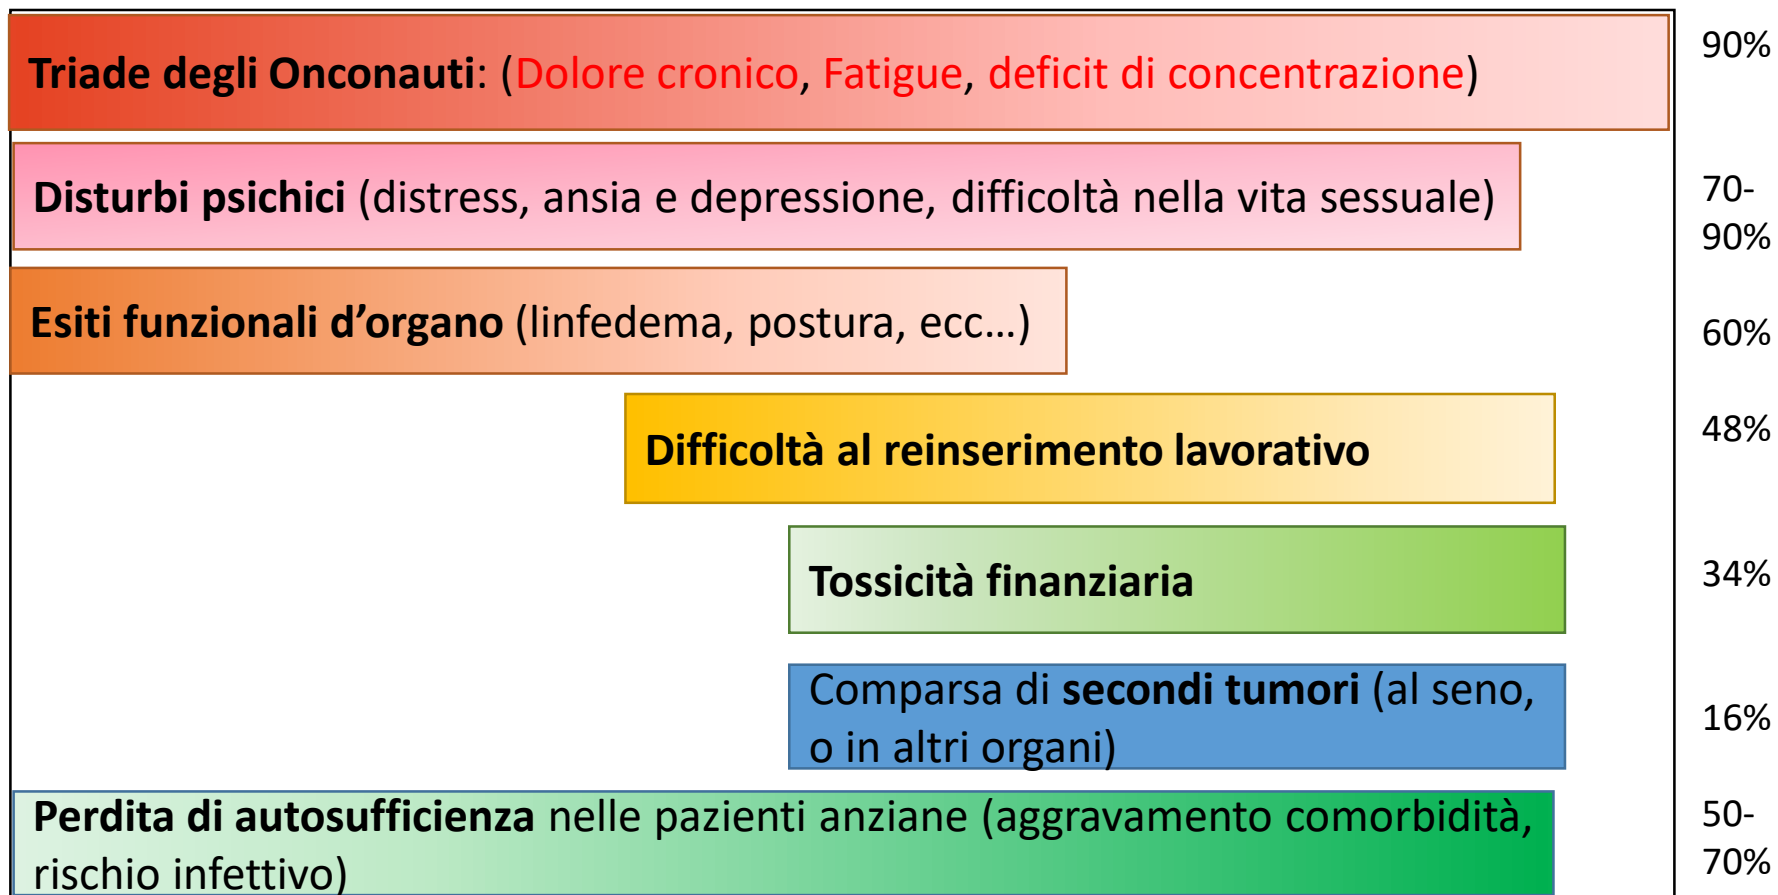 Triade degli Onconauti: (Dolore cronico, Fatigue, deficit di concentrazione)
90%
Disturbi psichici (distress, ansia e depressione, difficoltà nella vita sessuale)
70-
90%
Esiti funzionali d’organo (linfedema, postura, ecc…)
60%
Difficoltà al reinserimento lavorativo
48%
Tossicità finanziaria
34%
Comparsa di secondi tumori (al seno,
o in altri organi)
16%
Perdita di autosufficienza nelle pazienti anziane (aggravamento comorbidità,
rischio infettivo)
50-
70%